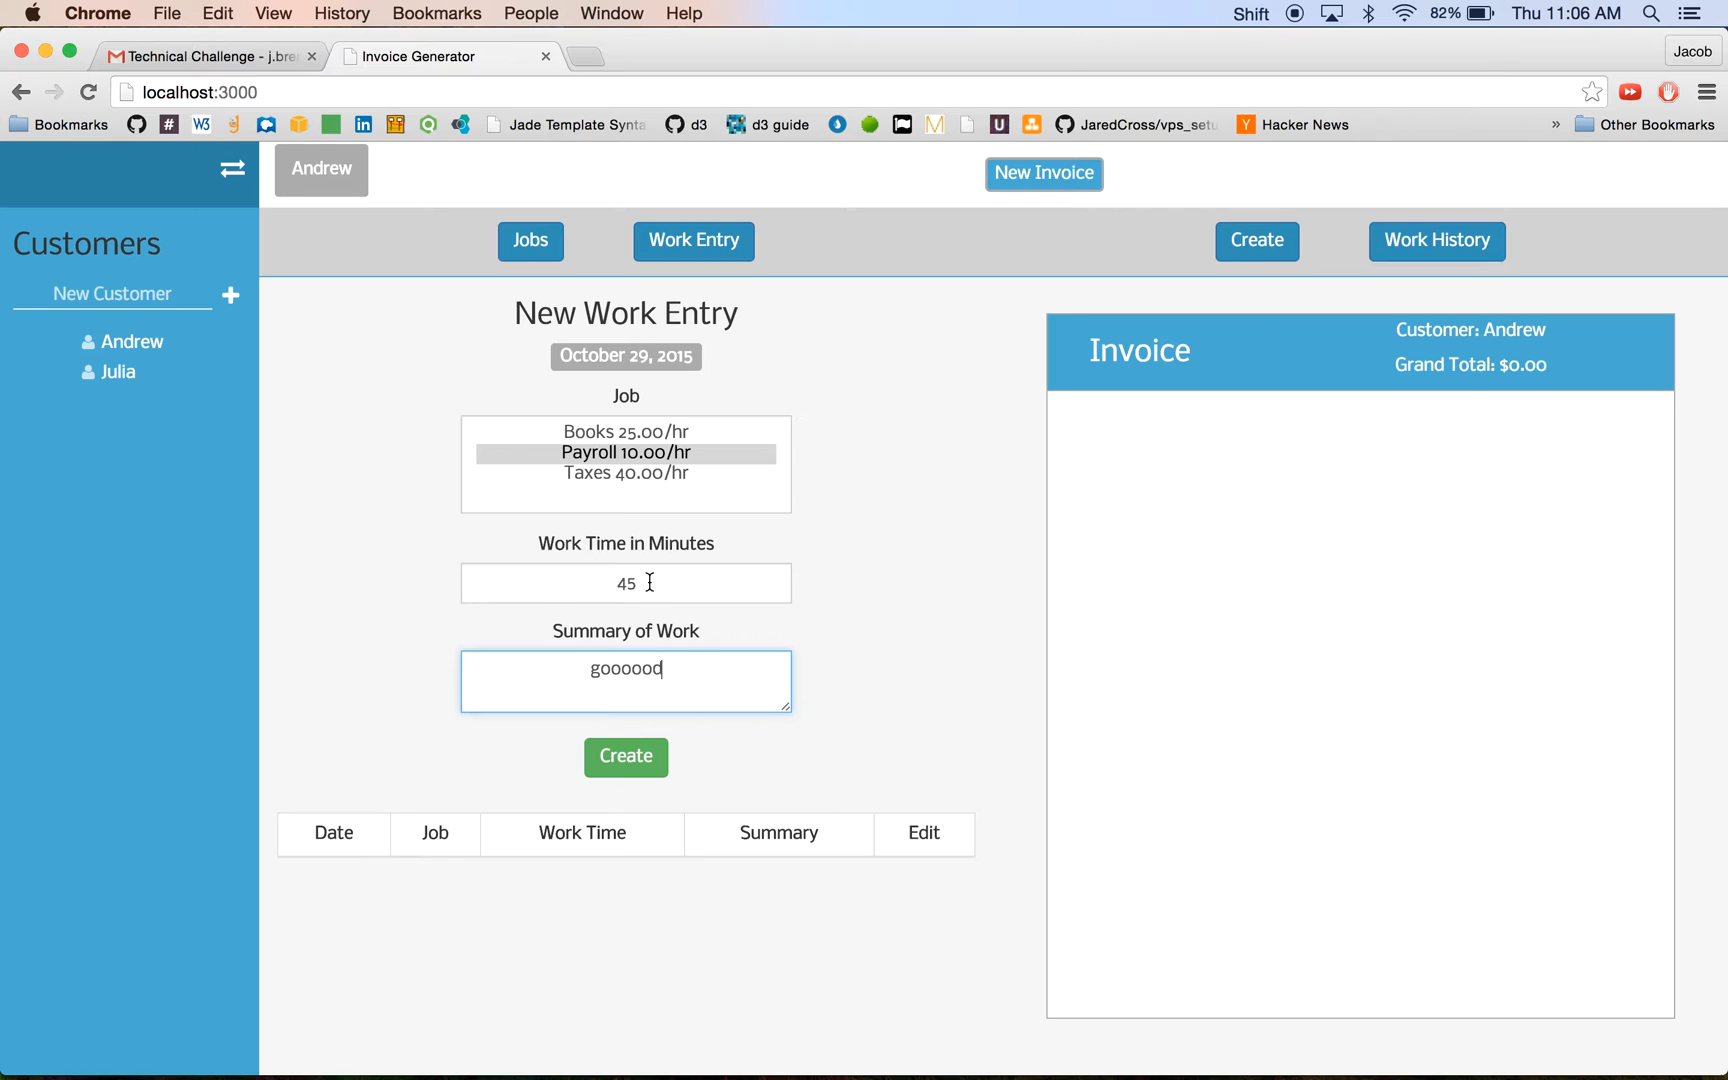 Chrome File Edit View History Bookmarks People Window Help Shift 82% Thu 11:06 AM
Technical Challenge - j.bre
Invoice Generator
Jacob
localhost:3000
Bookmarks W3 Jade Template Synta d3 d3 guide M U JaredCross/vps_setu Y Hacker News » Other Bookmarks
Andrew
New Invoice
Customers
New Customer
Andrew
Julia
Jobs
Work Entry
Create
Work History
New Work Entry
October 29, 2015
Job
Books 25.00/hr
Payroll 10.00/hr
Taxes 40.00/hr
Work Time in Minutes
45
Summary of Work
goooood
Create
Date Job Work Time Summary Edit
Invoice
Customer: Andrew
Grand Total: $0.00